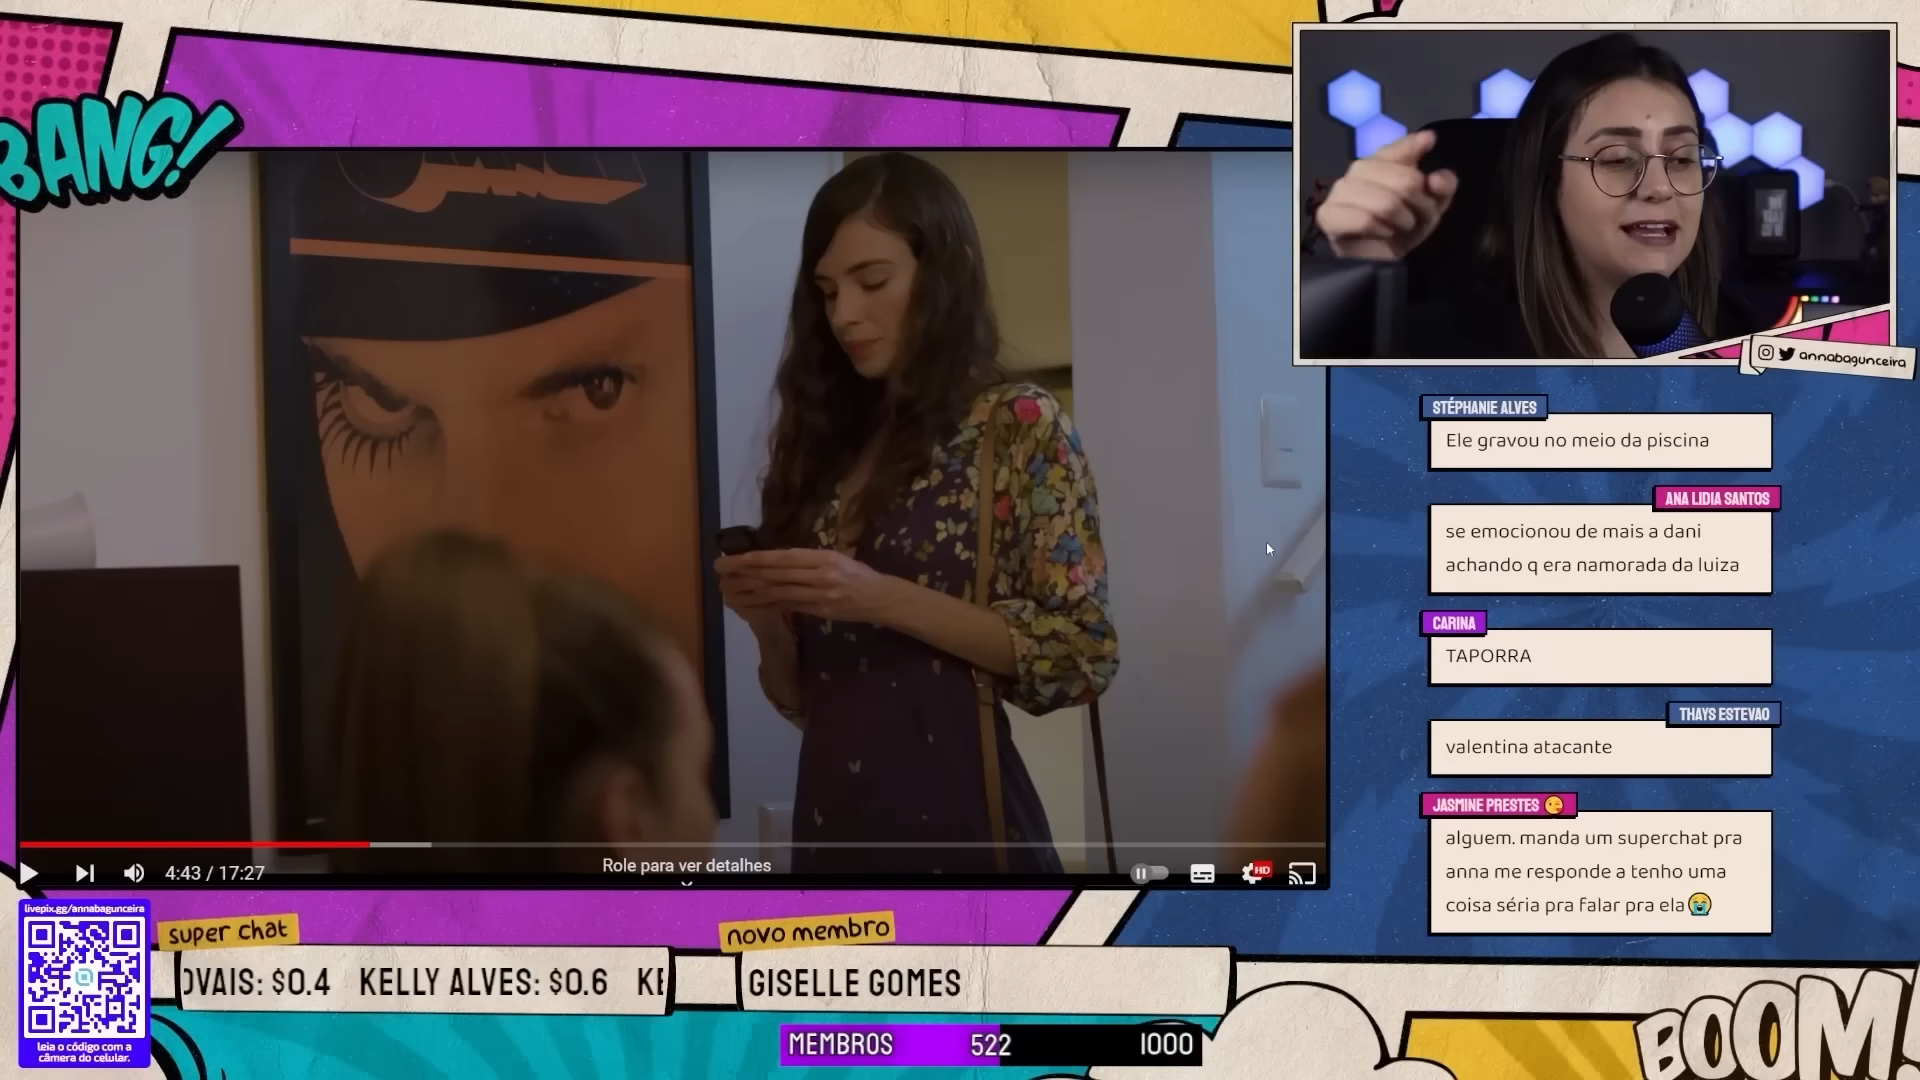 BANG!
annabagunceira
STÉPHANIE ALVES
Ele gravou no meio da piscina
ANA LIDIA SANTOS
se emocionou de mais a dani
achando q era namorada da luiza
CARINA
TAPORRA
THAYS ESTEVAO
valentina atacante
JASMINE PRESTES 😘
alguem. manda um superchat pra
anna me responde a tenho uma
coisa séria pra falar pra ela😭
Role para ver detalhes
4:43 / 17:27
HD
livepix.gg/annabagunceira
leia o código com a
câmera do celular.
super chat
OVAIS: $0.4 KELLY ALVES: $0.6 KE
novo membro
GISELLE GOMES
MEMBROS 522 1000
BOOM!